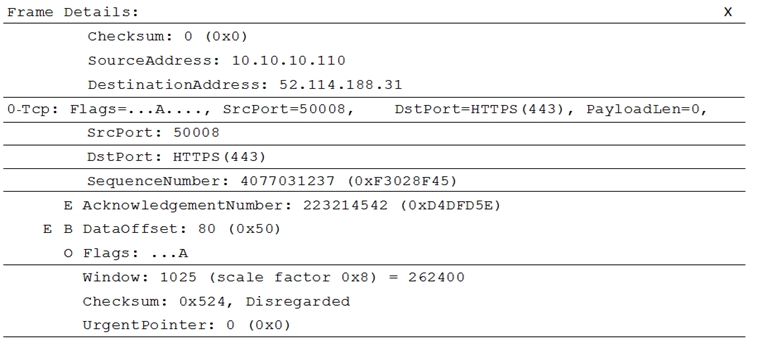 Frame Details: X
Checksum: 0 (0x0)
SourceAddress: 10.10.10.110
DestinationAddress: 52.114.188.31
0-Tcp: Flags=...A...., SrcPort=50008, DstPort=HTTPS(443), PayloadLen=0,
SrcPort: 50008
DstPort: HTTPS(443)
SequenceNumber: 4077031237 (0xF3028F45)
E AcknowledgementNumber: 223214542 (0xD4DFD5E)
E B DataOffset: 80 (0x50)
O Flags: ...A
Window: 1025 (scale factor 0x8) = 262400
Checksum: 0x524, Disregarded
UrgentPointer: 0 (0x0)